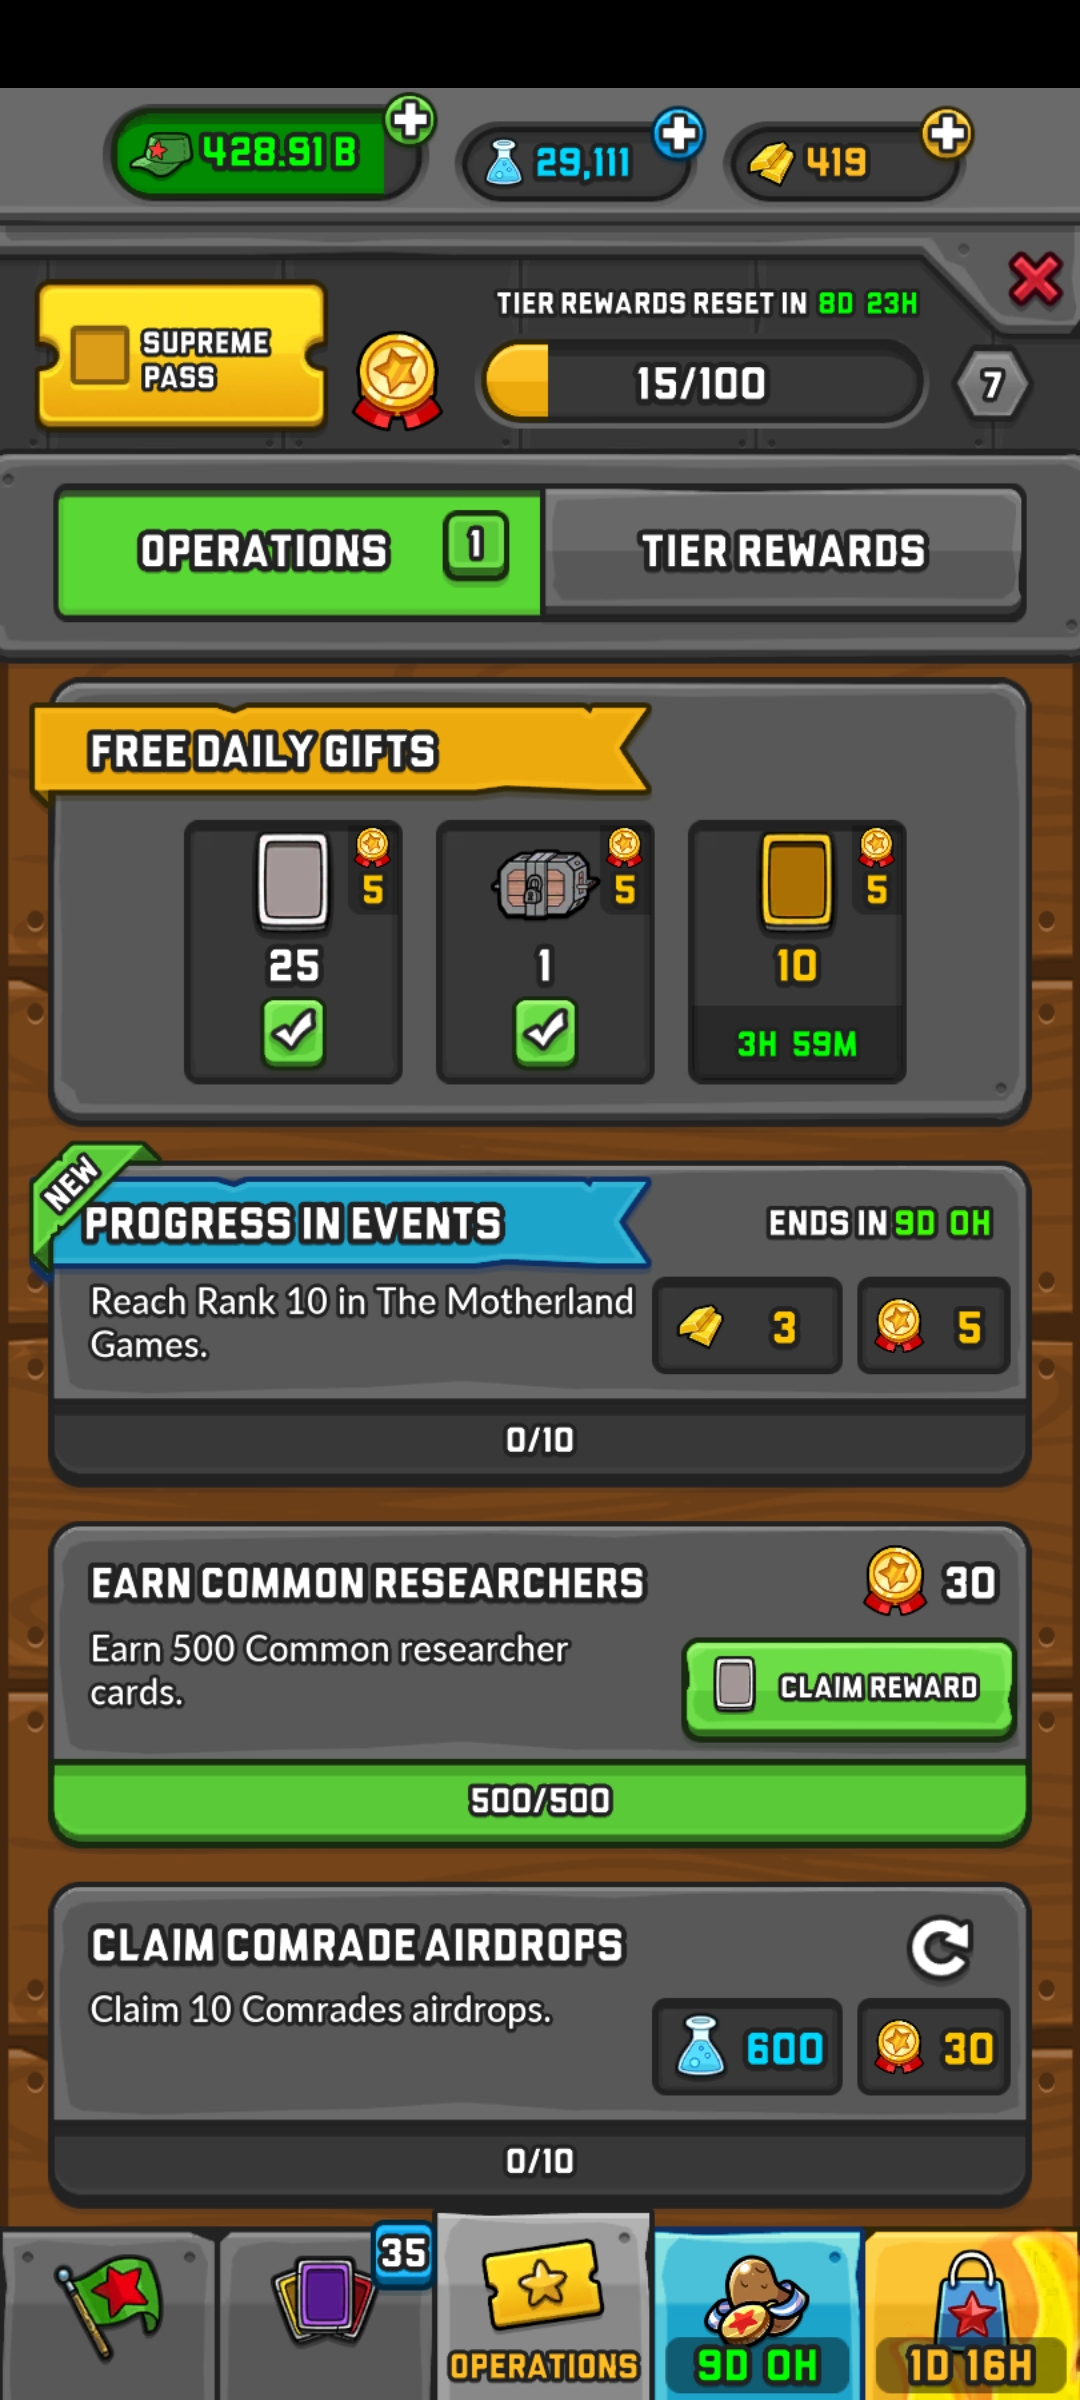 428.91 B
29,111
419
TIER REWARDS RESET IN 8D 23H
SUPREME
PASS
15/100
7
OPERATIONS
1
TIER REWARDS
FREE DAILY GIFTS
5
5
5
25
1
10
3H 59M
NEW
PROGRESS IN EVENTS
ENDS IN 9D 0H
Reach Rank 10 in The Motherland
Games.
3
5
0/10
EARN COMMON RESEARCHERS
30
Earn 500 Common researcher
cards.
CLAIM REWARD
500/500
CLAIM COMRADE AIRDROPS
Claim 10 Comrades airdrops.
600
30
0/10
35
OPERATIONS
9D 0H
1D 16H